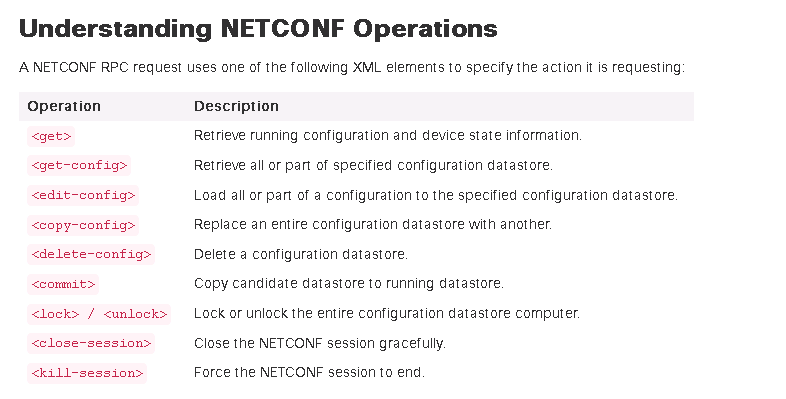 Understanding NETCONF Operations
A NETCONF RPC request uses one of the following XML elements to specify the action it is requesting:
Operation Description
<get> Retrieve running configuration and device state information.
<get-config> Retrieve all or part of specified configuration datastore.
<edit-config> Load all or part of a configuration to the specified configuration datastore.
<copy-config> Replace an entire configuration datastore with another.
<delete-config> Delete a configuration datastore.
<commit> Copy candidate datastore to running datastore.
<lock> / <unlock> Lock or unlock the entire configuration datastore computer.
<close-session> Close the NETCONF session gracefully.
<kill-session> Force the NETCONF session to end.